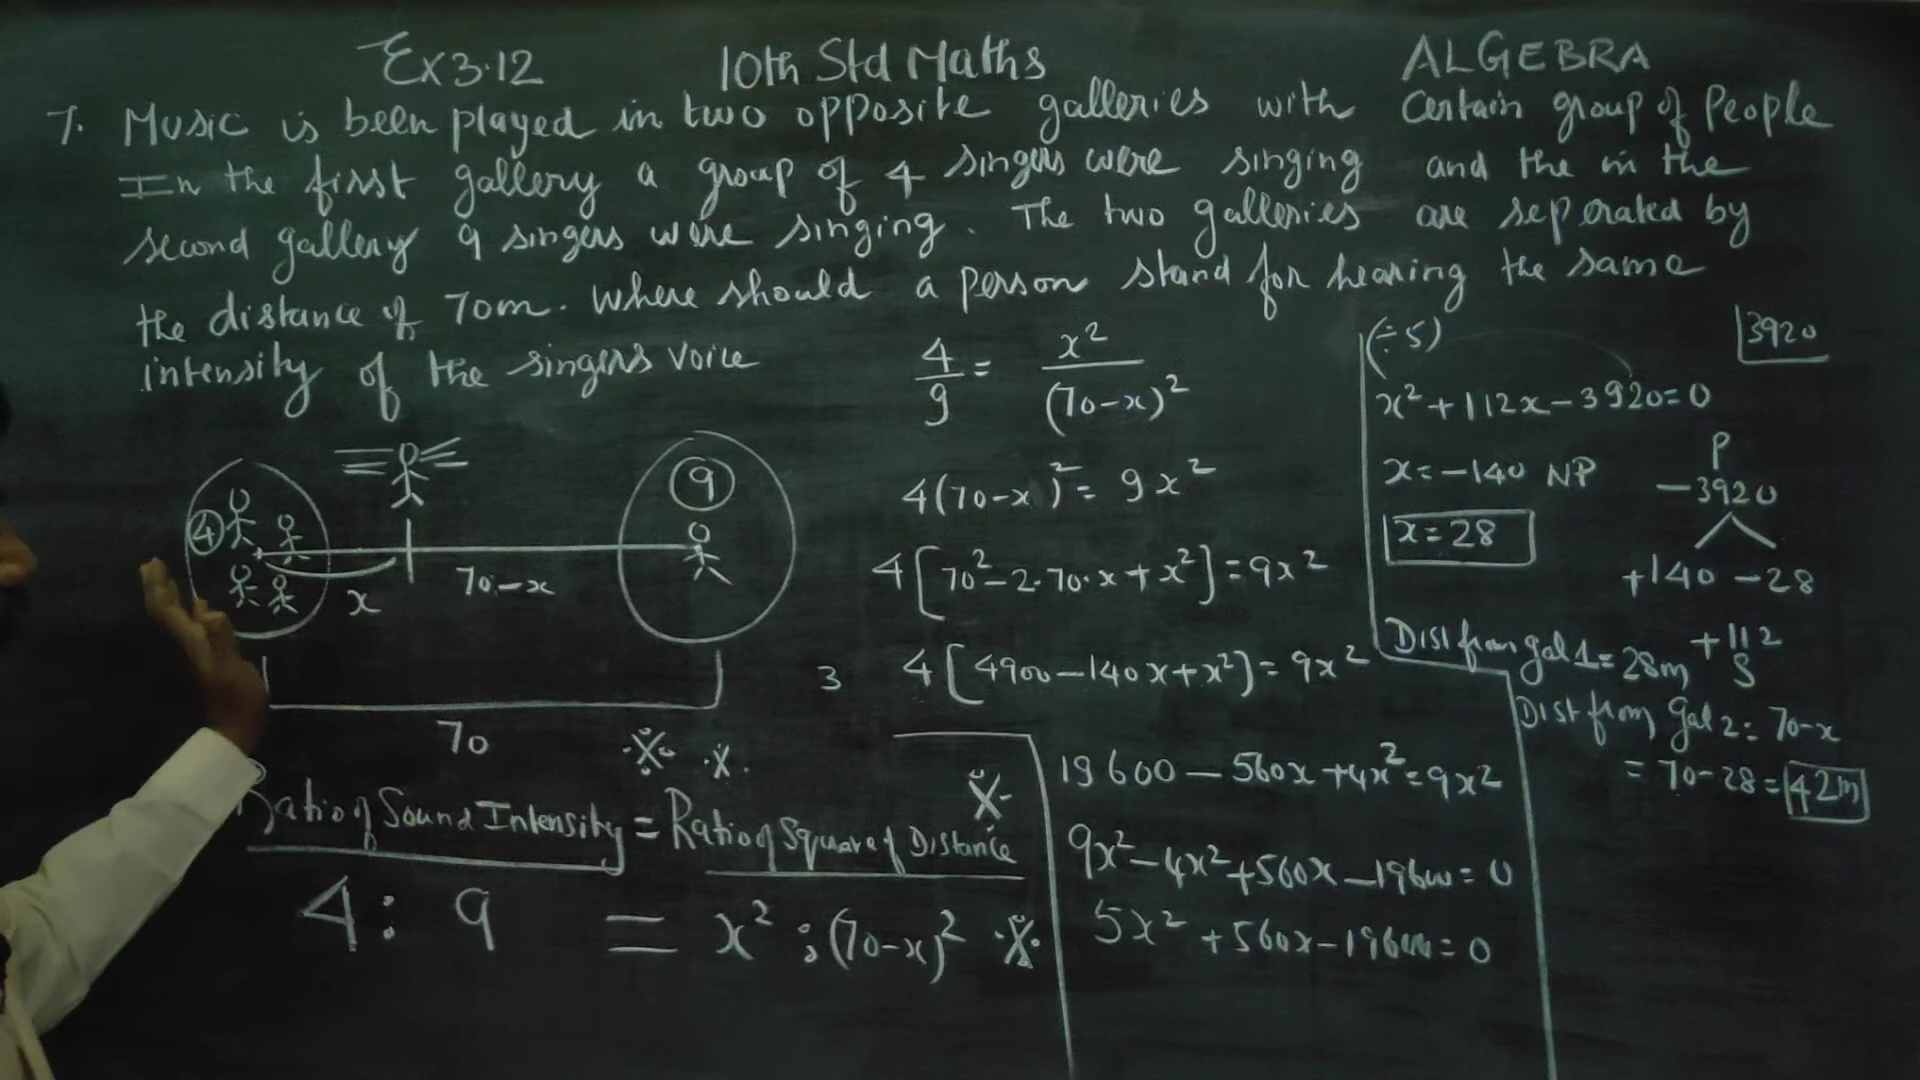 Ex3.12 10th Std Maths ALGEBRA
7. Music is been played in two opposite galleries with Certain group of People
In the first gallery a group of 4 singers were singing and the in the
second gallery 9 singers were singing. The two galleries are seperated by
the distance of 70m. Where should a person stand for hearing the same
intensity of the singers voice
4
9
x
70-x
70
Ratio of Sound Intensity = Ratio of Square of Distance
4 : 9 = x² : (70-x)²
4/9 = x²/(70-x)²
4(70-x)² = 9x²
4[70²-2·70·x+x²]=9x²
3 4[4900-140x+x²]=9x²
19600-560x+4x²=9x²
9x²-4x²+560x-19600=0
5x²+560x-19600=0
(÷5)
3920
x²+112x-3920=0
x=-140 NP
x=28
P
-3920
+140 -28
+112
S
Dist from gal 1=28m
Dist from gal 2= 70-x
= 70-28=42m